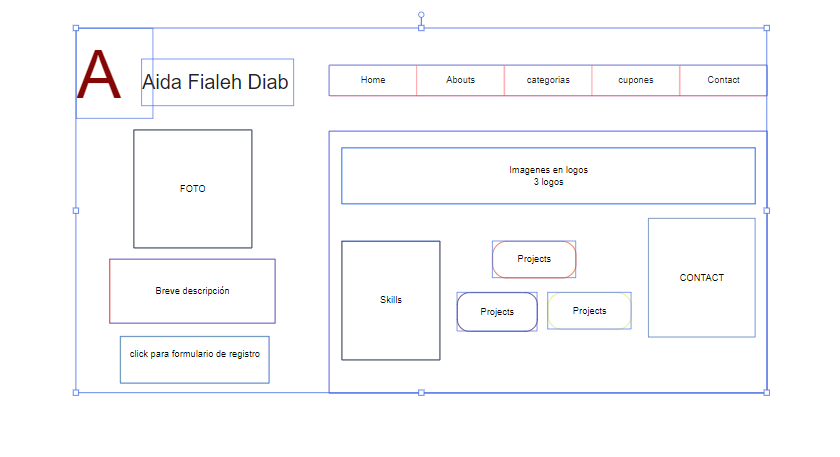 A
Aida Fialeh Diab
Home
Abouts
categorias
cupones
Contact
FOTO
Breve descripción
click para formulario de registro
Imagenes en logos
3 logos
Skills
Projects
Projects
Projects
CONTACT